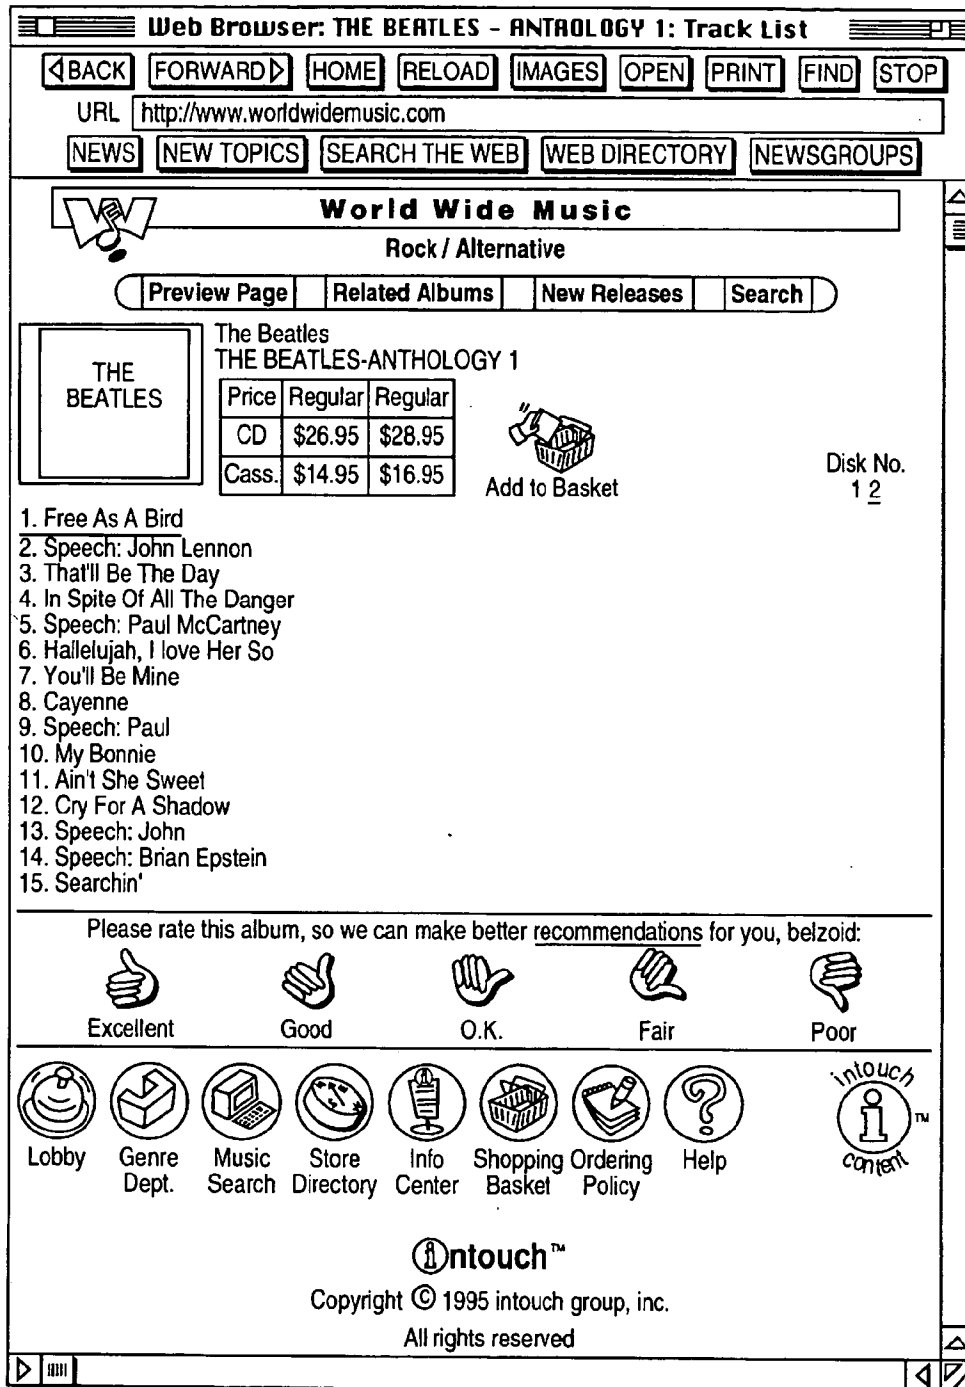 Web Browser: THE BEATLES - ANTAOLOGY 1: Track List
BACK FORWARD HOME RELOAD IMAGES OPEN PRINT FIND STOP
URL http://www.worldwidemusic.com
NEWS NEW TOPICS SEARCH THE WEB WEB DIRECTORY NEWSGROUPS
World Wide Music
Rock / Alternative
Preview Page Related Albums New Releases Search
THE
BEATLES
The Beatles
THE BEATLES-ANTHOLOGY 1
Price Regular Regular
CD $26.95 $28.95
Cass. $14.95 $16.95
Add to Basket
Disk No.
1 2
1. Free As A Bird
2. Speech: John Lennon
3. That'll Be The Day
4. In Spite Of All The Danger
5. Speech: Paul McCartney
6. Hallelujah, I love Her So
7. You'll Be Mine
8. Cayenne
9. Speech: Paul
10. My Bonnie
11. Ain't She Sweet
12. Cry For A Shadow
13. Speech: John
14. Speech: Brian Epstein
15. Searchin'
Please rate this album, so we can make better recommendations for you, belzoid:
Excellent Good O.K. Fair Poor
Lobby Genre Dept. Music Search Store Directory Info Center Shopping Basket Ordering Policy Help
intouch
i TM
content
intouch™
Copyright © 1995 intouch group, inc.
All rights reserved